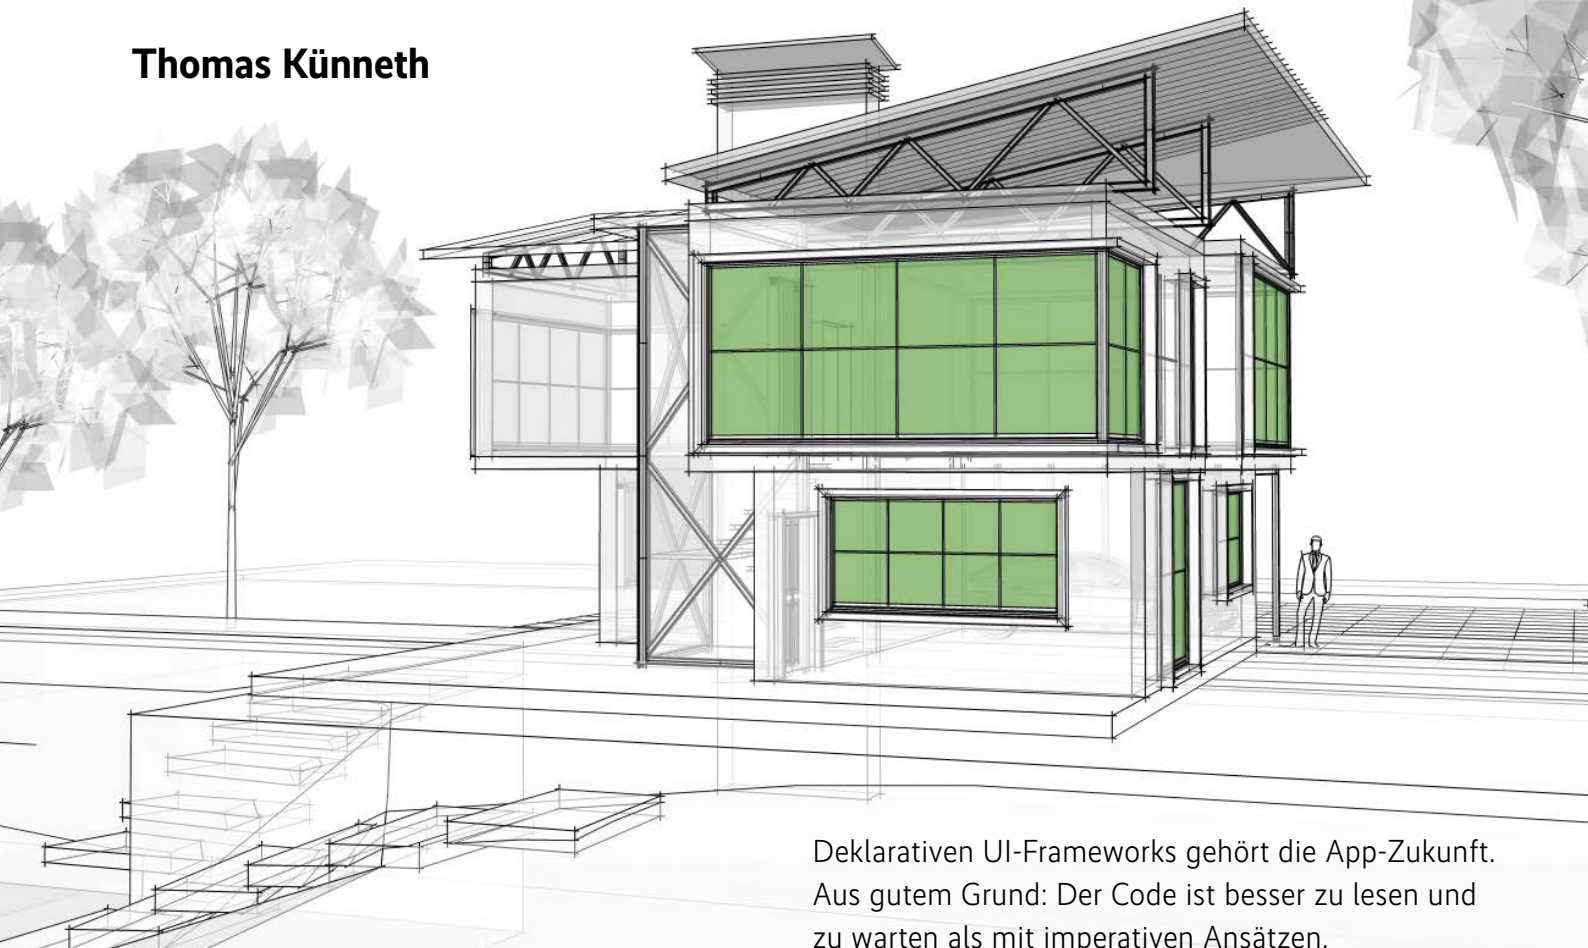 Thomas Künneth
Deklarativen UI-Frameworks gehört die App-Zukunft.
Aus gutem Grund: Der Code ist besser zu lesen und
zu warten als mit imperativen Ansätzen.